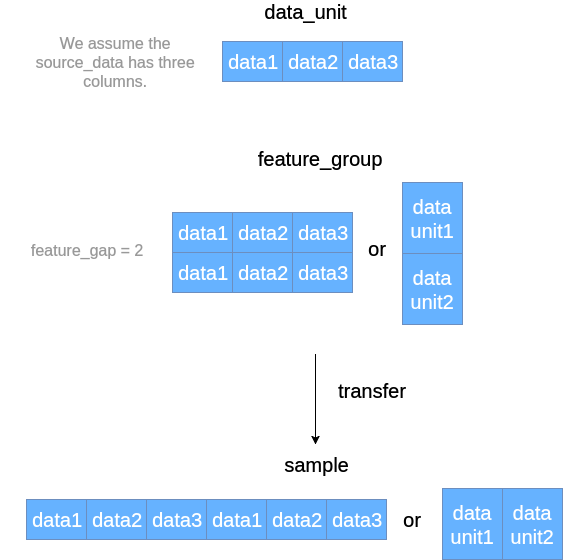 data_unit
We assume the
source_data has three
columns.
data1 data2 data3
feature_group
feature_gap = 2
data1 data2 data3
data1 data2 data3
or
data
unit1
data
unit2
transfer
sample
data1 data2 data3 data1 data2 data3
or
data
unit1
data
unit2